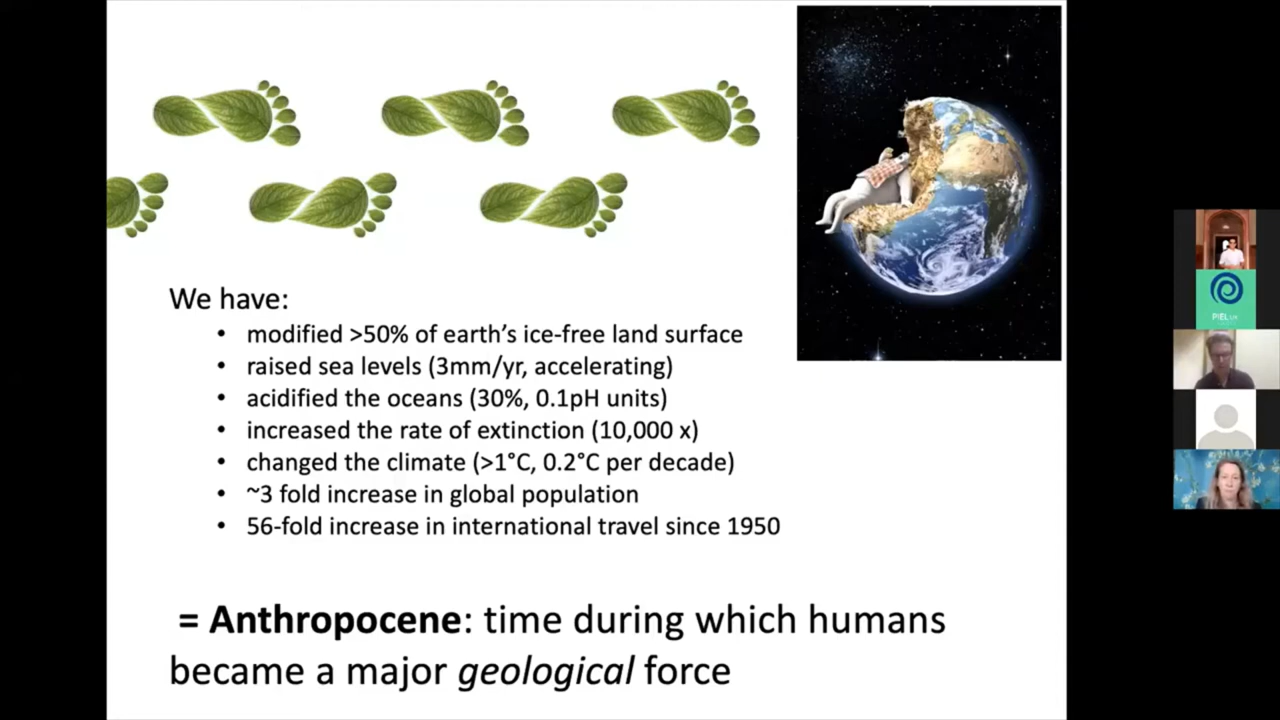 We have:
• modified >50% of earth's ice-free land surface
• raised sea levels (3mm/yr, accelerating)
• acidified the oceans (30%, 0.1pH units)
• increased the rate of extinction (10,000 x)
• changed the climate (>1°C, 0.2°C per decade)
• ~3 fold increase in global population
• 56-fold increase in international travel since 1950
= Anthropocene: time during which humans
became a major geological force